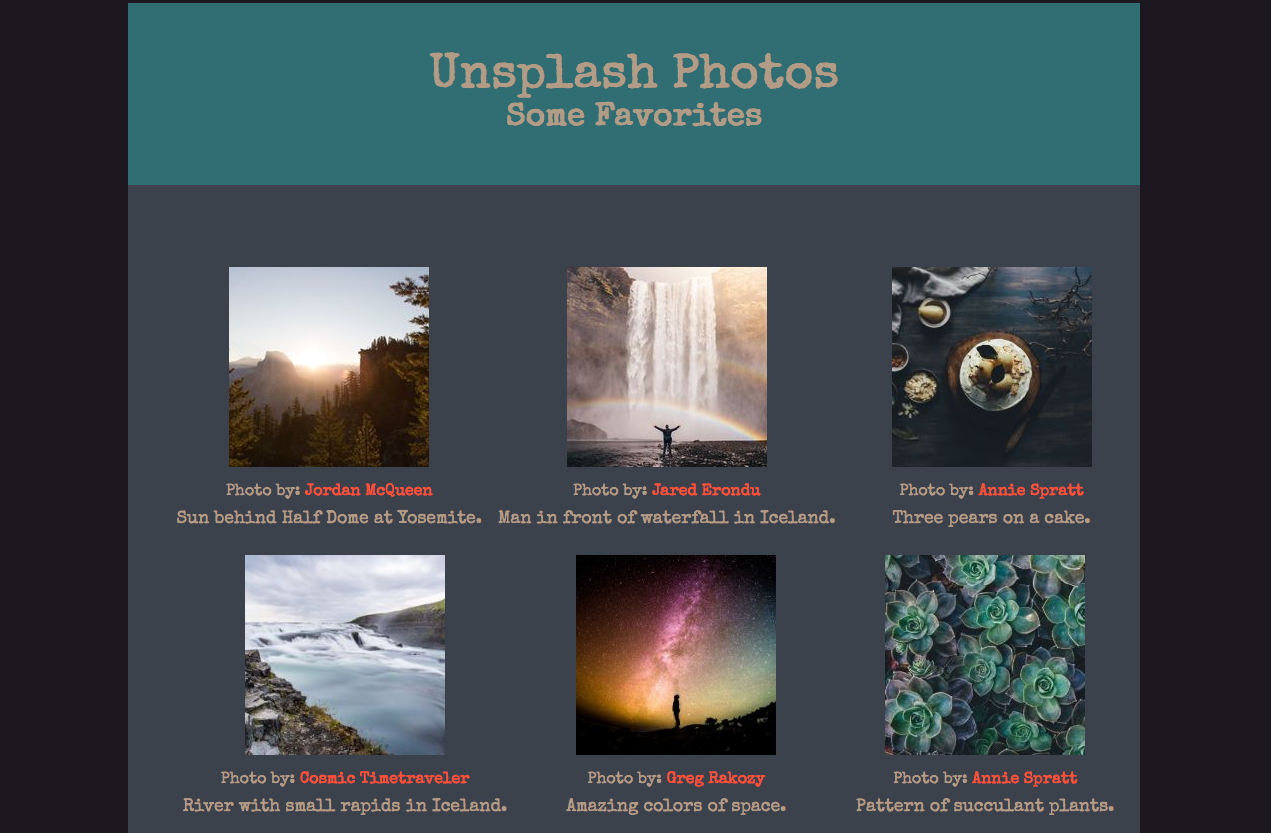 Unsplash Photos
Some Favorites
Photo by: Jordan McQueen
Sun behind Half Dome at Yosemite.
Photo by: Jared Erondu
Man in front of waterfall in Iceland.
Photo by: Annie Spratt
Three pears on a cake.
Photo by: Cosmic Timetraveler
River with small rapids in Iceland.
Photo by: Greg Rakozy
Amazing colors of space.
Photo by: Annie Spratt
Pattern of succulant plants.